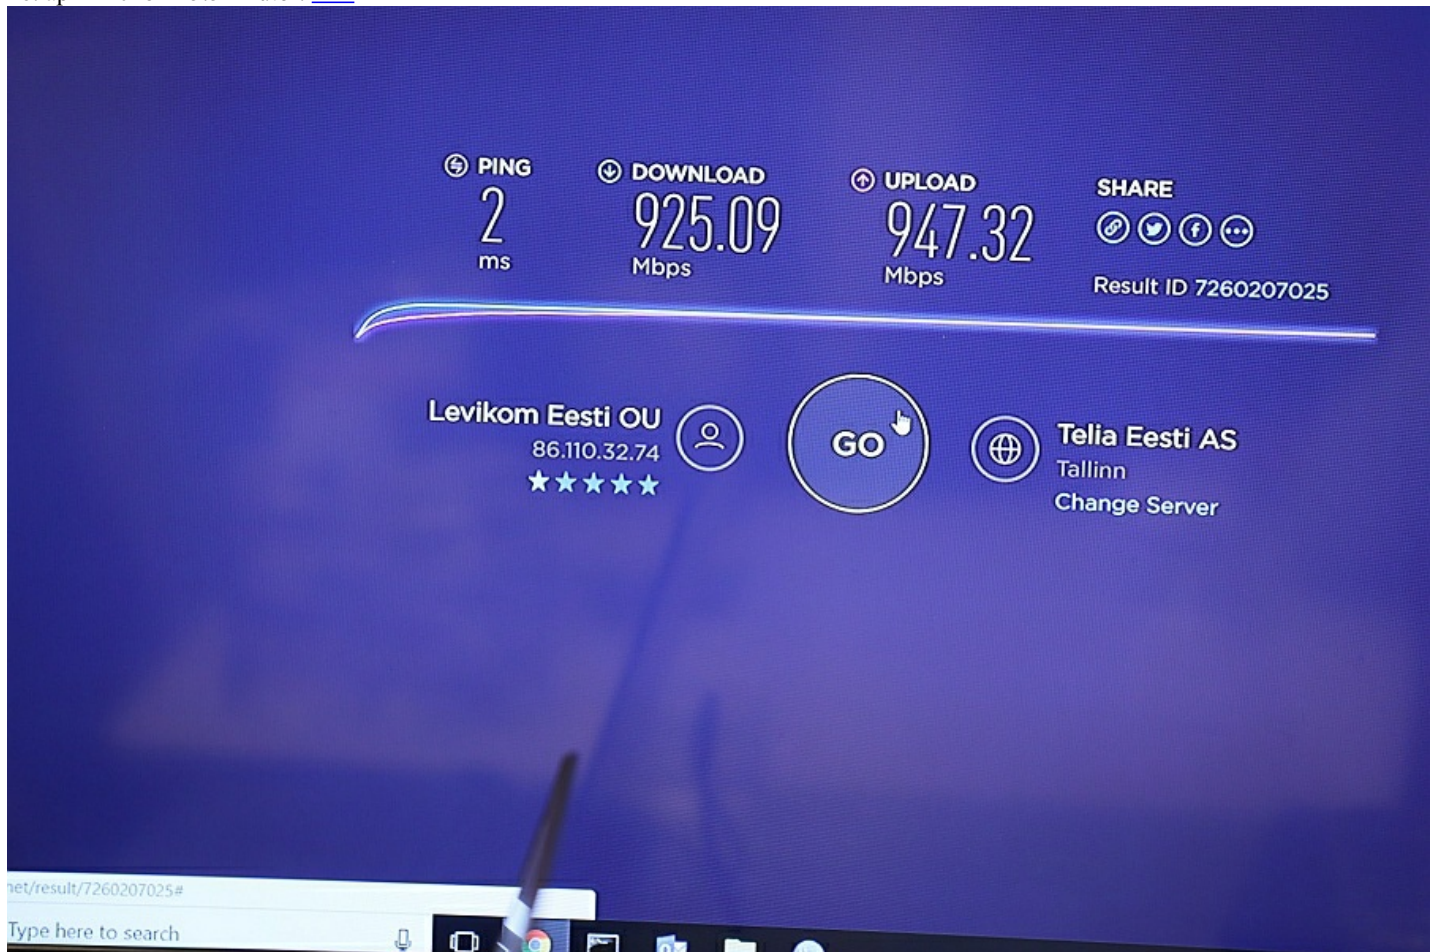 PING
2
ms
DOWNLOAD
925.09
Mbps
UPLOAD
947.32
Mbps
SHARE
Result ID 7260207025
Levikom Eesti OU
86.110.32.74
GO
Telia Eesti AS
Tallinn
Change Server
net/result/7260207025#
Type here to search